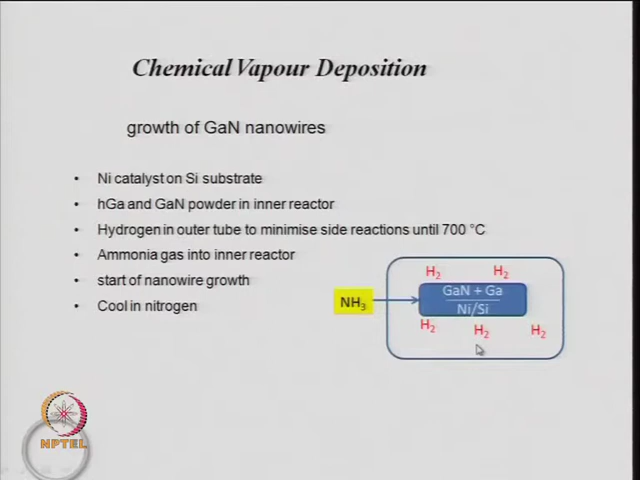 Chemical Vapour Deposition
growth of GaN nanowires
• Ni catalyst on Si substrate
• hGa and GaN powder in inner reactor
• Hydrogen in outer tube to minimise side reactions until 700 °C
• Ammonia gas into inner reactor
• start of nanowire growth
• Cool in nitrogen
H2 H2
NH3
GaN + Ga
Ni/Si
H2 H2 H2
NPTEL